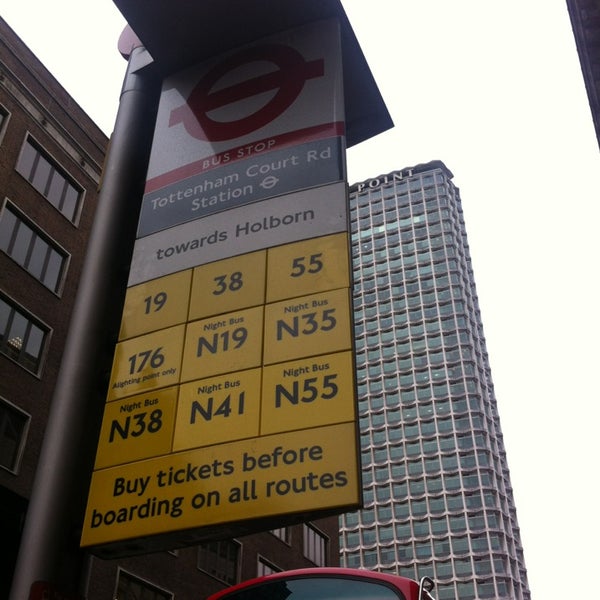 BUS STOP
Tottenham Court Rd
Station
towards Holborn
19 38 55
176
Alighting point only
Night Bus
N19
Night Bus
N35
Night Bus
N38
Night Bus
N41
Night Bus
N55
Buy tickets before
boarding on all routes
POINT